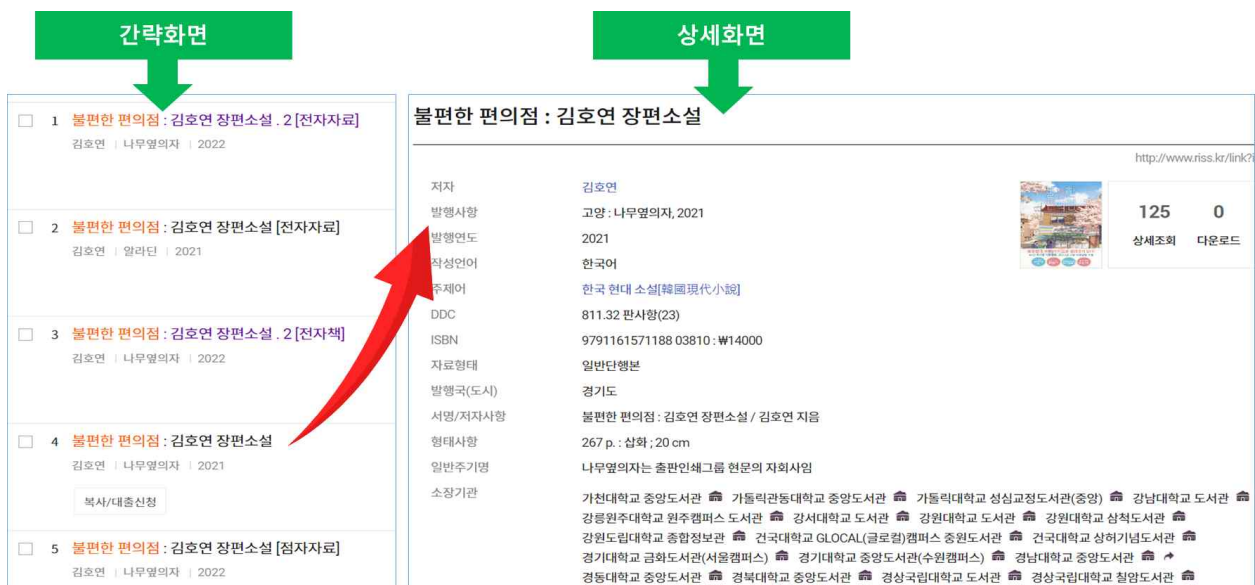 간략화면
상세화면
1 불편한 편의점 : 김호연 장편소설 . 2 [전자자료]
김호연 | 나무옆의자 | 2022
2 불편한 편의점 : 김호연 장편소설 [전자자료]
김호연 | 알라딘 | 2021
3 불편한 편의점 : 김호연 장편소설 . 2 [전자책]
김호연 | 나무옆의자 | 2022
4 불편한 편의점 : 김호연 장편소설
김호연 | 나무옆의자 | 2021
복사/대출신청
5 불편한 편의점 : 김호연 장편소설 [점자자료]
김호연 | 나무옆의자 | 2022
불편한 편의점 : 김호연 장편소설
http://www.riss.kr/link?i
저자 김호연
발행사항 고양 : 나무옆의자, 2021
발행연도 2021
작성언어 한국어
주제어 한국 현대 소설[韓國現代小說]
DDC 811.32 판사항(23)
ISBN 9791161571188 03810 : ₩14000
자료형태 일반단행본
발행국(도시) 경기도
서명/저자사항 불편한 편의점 : 김호연 장편소설 / 김호연 지음
형태사항 267 p. : 삽화 ; 20 cm
일반주기명 나무옆의자는 출판인쇄그룹 현문의 자회사임
소장기관 가천대학교 중앙도서관 가톨릭관동대학교 중앙도서관 가톨릭대학교 성심교정도서관(중앙) 강남대학교 도서관
강릉원주대학교 원주캠퍼스 도서관 강서대학교 도서관 강원대학교 도서관 강원대학교 삼척도서관
강원도립대학교 종합정보관 건국대학교 GLOCAL(글로컬)캠퍼스 중원도서관 건국대학교 상허기념도서관
경기대학교 금화도서관(서울캠퍼스) 경기대학교 중앙도서관(수원캠퍼스) 경남대학교 중앙도서관
경동대학교 중앙도서관 경북대학교 중앙도서관 경상국립대학교 도서관 경상국립대학교 칠암도서관
125 0
상세조회 다운로드